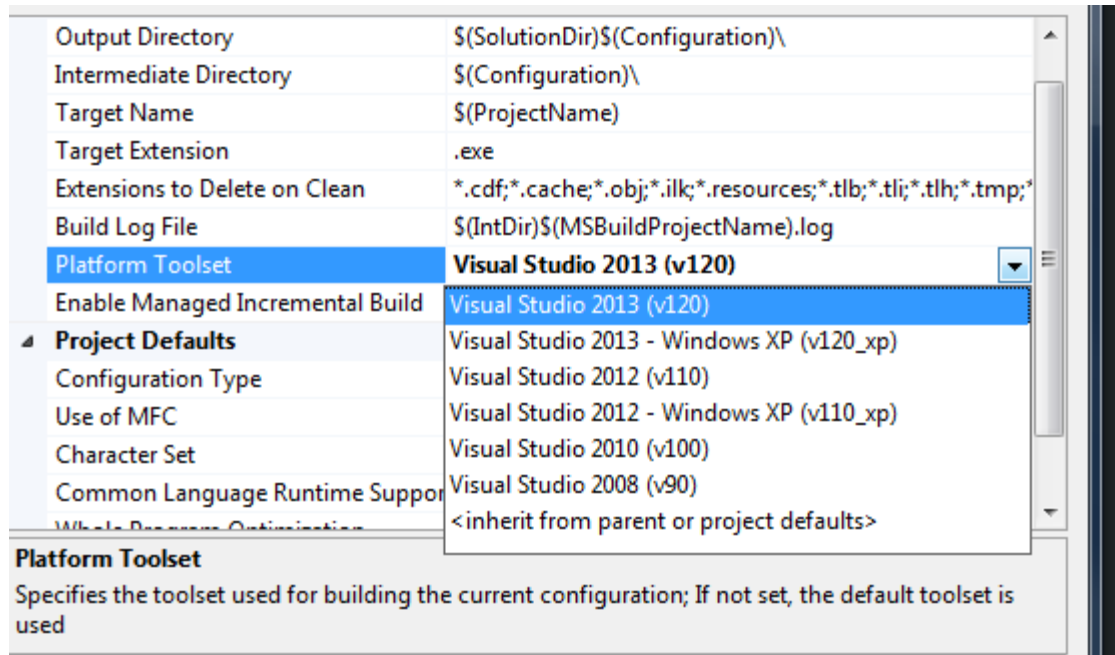 Output Directory $(SolutionDir)$(Configuration)\
Intermediate Directory $(Configuration)\
Target Name $(ProjectName)
Target Extension .exe
Extensions to Delete on Clean *.cdf;*.cache;*.obj;*.ilk;*.resources;*.tlb;*.tli;*.tlh;*.tmp;*
Build Log File $(IntDir)$(MSBuildProjectName).log
Platform Toolset Visual Studio 2013 (v120)
Enable Managed Incremental Build Visual Studio 2013 (v120)
Project Defaults Visual Studio 2013 - Windows XP (v120_xp)
Configuration Type Visual Studio 2012 (v110)
Use of MFC Visual Studio 2012 - Windows XP (v110_xp)
Character Set Visual Studio 2010 (v100)
Common Language Runtime Suppor Visual Studio 2008 (v90)
Whole Program Optimization <inherit from parent or project defaults>
Platform Toolset
Specifies the toolset used for building the current configuration; If not set, the default toolset is
used